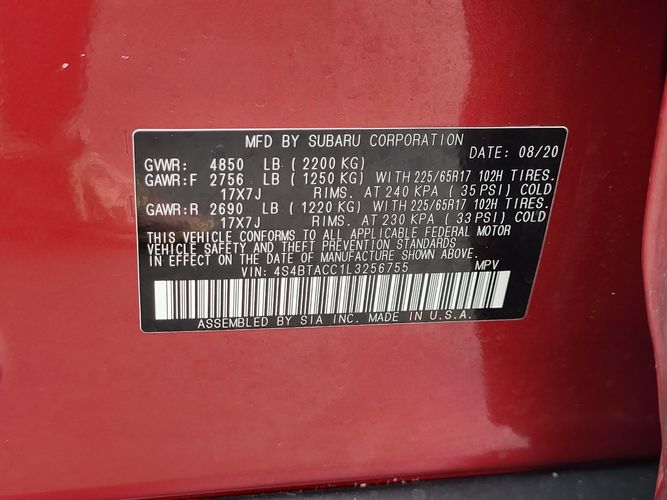 MFD BY SUBARU CORPORATION
DATE: 08/20
GVWR: 4850 LB (2200 KG)
GAWR:F 2756 LB (1250 KG) WITH 225/65R17 102H TIRES.
17X7J RIMS. AT 240 KPA (35 PSI) COLD
GAWR:R 2690 LB (1220 KG) WITH 225/65R17 102H TIRES.
17X7J RIMS. AT 230 KPA (33 PSI) COLD
THIS VEHICLE CONFORMS TO ALL APPLICABLE FEDERAL MOTOR
VEHICLE SAFETY AND THEFT PREVENTION STANDARDS
IN EFFECT ON THE DATE OF MANUFACTURE SHOWN ABOVE.
VIN: 4S4BTACC1L3256755 MPV
ASSEMBLED BY SIA INC. MADE IN U.S.A.